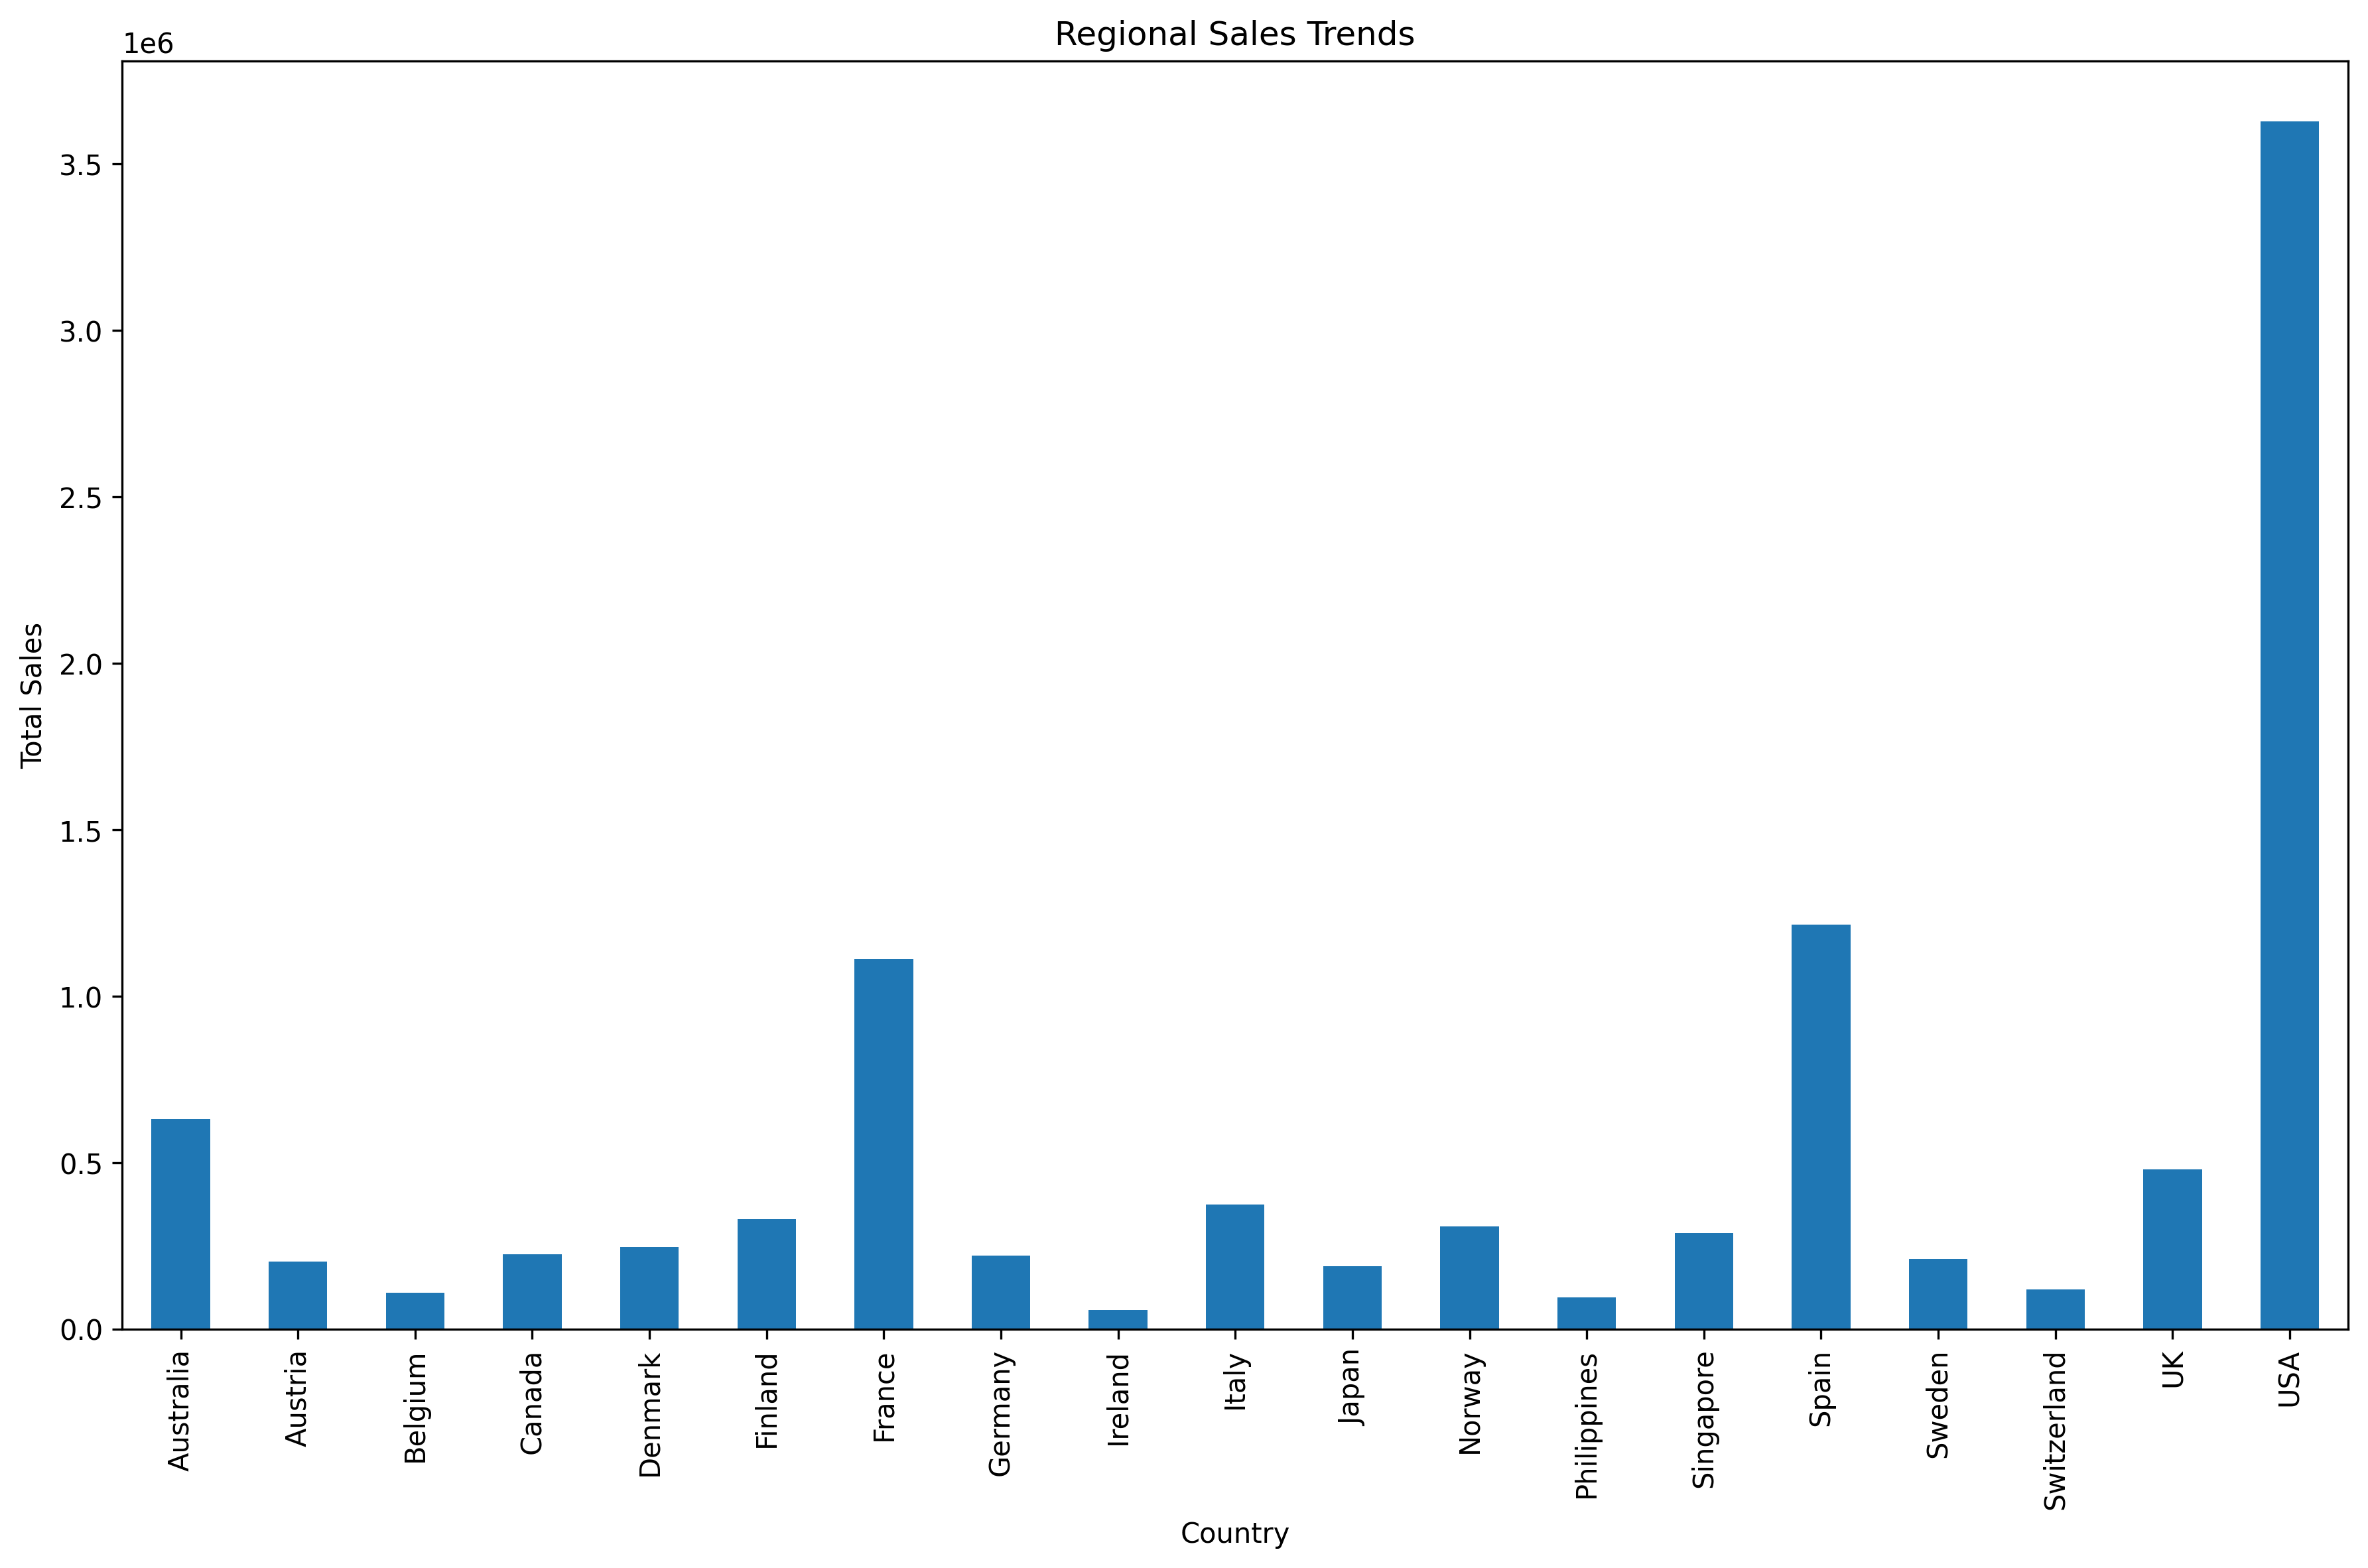 Regional Sales Trends
1e6
3.5
3.0
2.5
2.0
1.5
1.0
0.5
0.0
Total Sales
Australia
Austria
Belgium
Canada
Denmark
Finland
France
Germany
Ireland
Italy
Japan
Norway
Philippines
Singapore
Spain
Sweden
Switzerland
UK
USA
Country